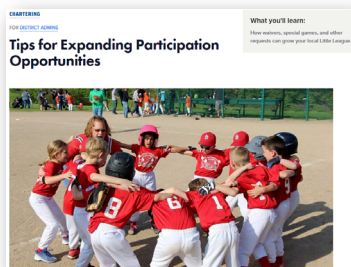 CHARTERING
FOR DISTRICT ADMINS
Tips for Expanding Participation
Opportunities
What you'll learn:
How waivers, special games, and other
requests can grow your local Little League.
8
1
9